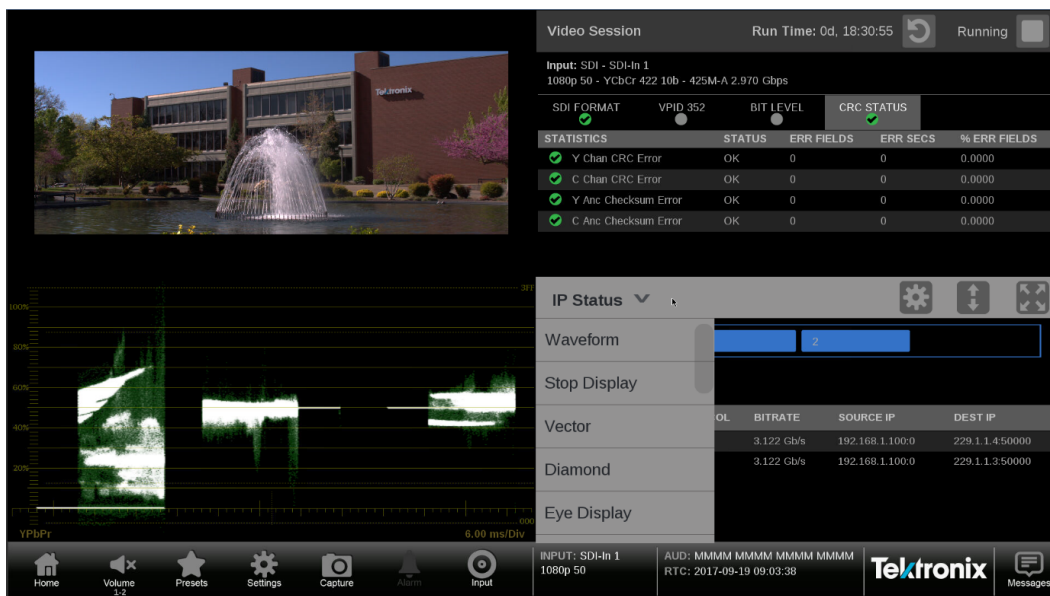 Tektronix
Video Session
Run Time: 0d, 18:30:55
Running
Input: SDI - SDI-In 1
1080p 50 - YCbCr 422 10b - 425M-A 2.970 Gbps
SDI FORMAT VPID 352 BIT LEVEL CRC STATUS
STATISTICS STATUS ERR FIELDS ERR SECS % ERR FIELDS
Y Chan CRC Error OK 0 0 0.0000
C Chan CRC Error OK 0 0 0.0000
Y Anc Checksum Error OK 0 0 0.0000
C Anc Checksum Error OK 0 0 0.0000
3FF
100%
80%
60%
40%
20%
000
YPbPr 6.00 ms/Div
IP Status
Waveform
Stop Display
Vector
Diamond
Eye Display
2
OL BITRATE SOURCE IP DEST IP
3.122 Gb/s 192.168.1.100:0 229.1.1.4:50000
3.122 Gb/s 192.168.1.100:0 229.1.1.3:50000
Home
Volume
1-2
Presets
Settings
Capture
Alarm
Input
INPUT: SDI-In 1
1080p 50
AUD: MMMM MMMM MMMM MMMM
RTC: 2017-09-19 09:03:38
Tektronix
Messages